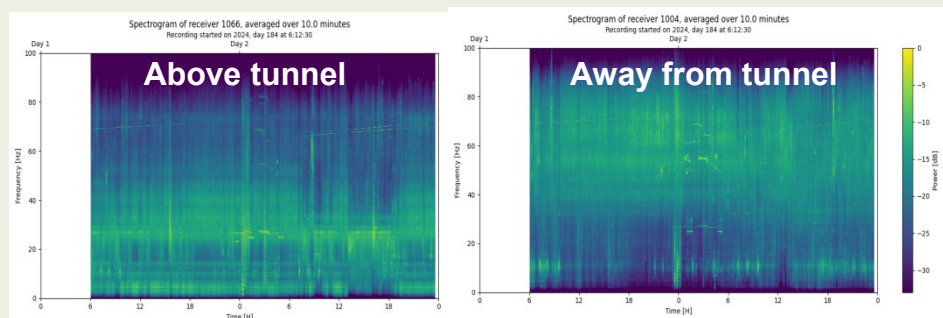 Spectrogram of receiver 1066, averaged over 10.0 minutes
Recording started on 2024, day 184 at 6:12:30
Day 1 Day 2
Above tunnel
100
80
60
40
20
0
Frequency [Hz]
0 6 12 18 0 6 12 18 0
Time [H]
Spectrogram of receiver 1004, averaged over 10.0 minutes
Recording started on 2024, day 184 at 6:12:30
Day 1 Day 2
Away from tunnel
100
80
60
40
20
0
Frequency [Hz]
0 6 12 18 0 6 12 18 0
Time [H]
0
−5
−10
−15
−20
−25
−30
Power [dB]